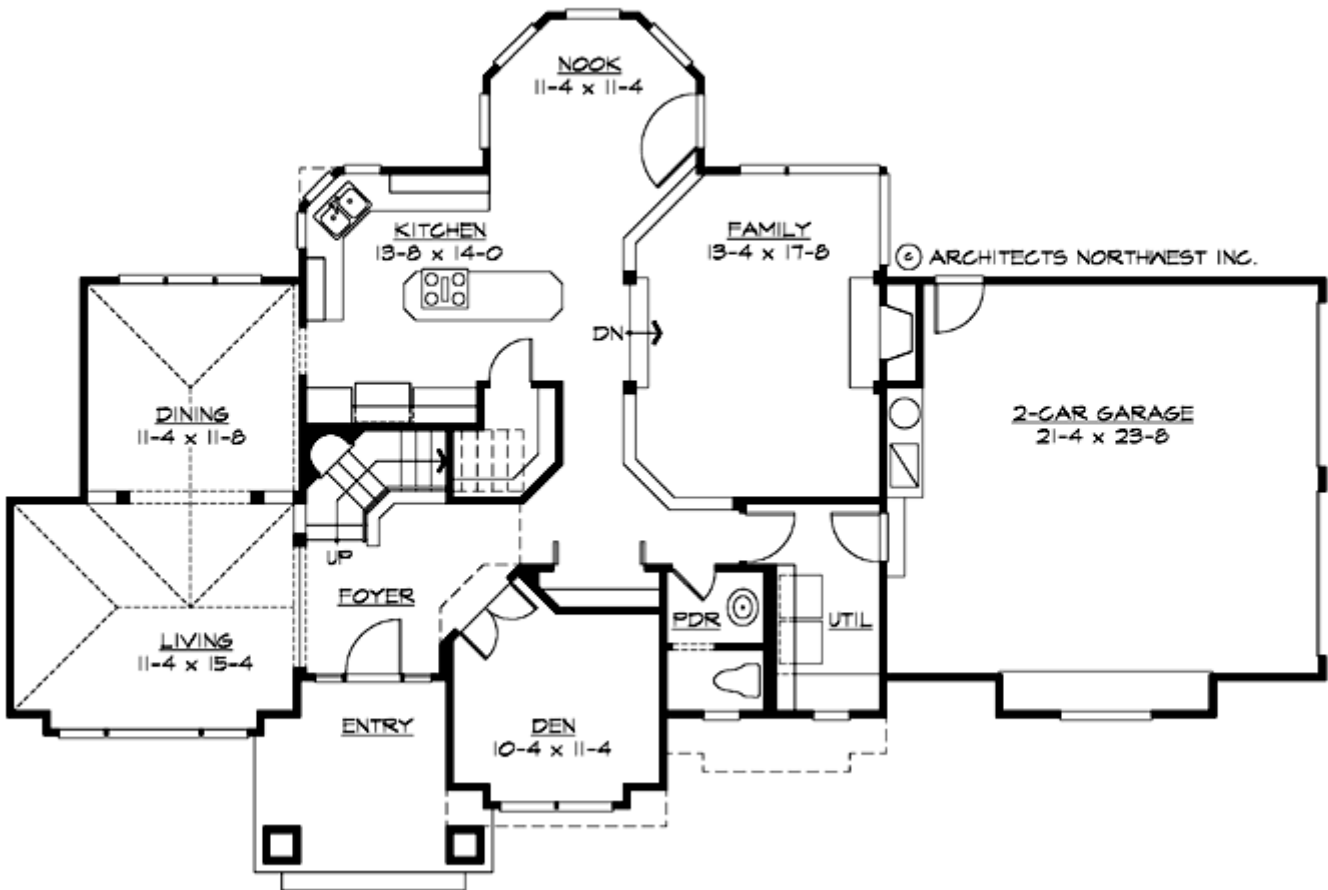 NOOK
11-4 x 11-4
KITCHEN
13-8 x 14-0
FAMILY
13-4 x 17-8
© ARCHITECTS NORTHWEST INC.
DN
DINING
11-4 x 11-8
2-CAR GARAGE
21-4 x 23-8
UP
FOYER
PDR
UTIL
LIVING
11-4 x 15-4
ENTRY
DEN
10-4 x 11-4